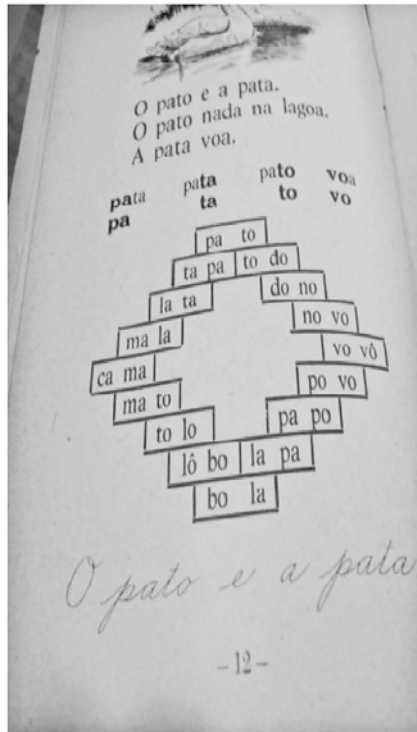 O pato e a pata.
O pato nada na lagoa.
A pata voa.
pata pata pato voa
pa ta to vo
pa to
ta pa to do
la ta do no
ma la no vo
ca ma vo vô
ma to po vo
to lo pa po
lô bo la pa
bo la
O pato e a pata
-12-